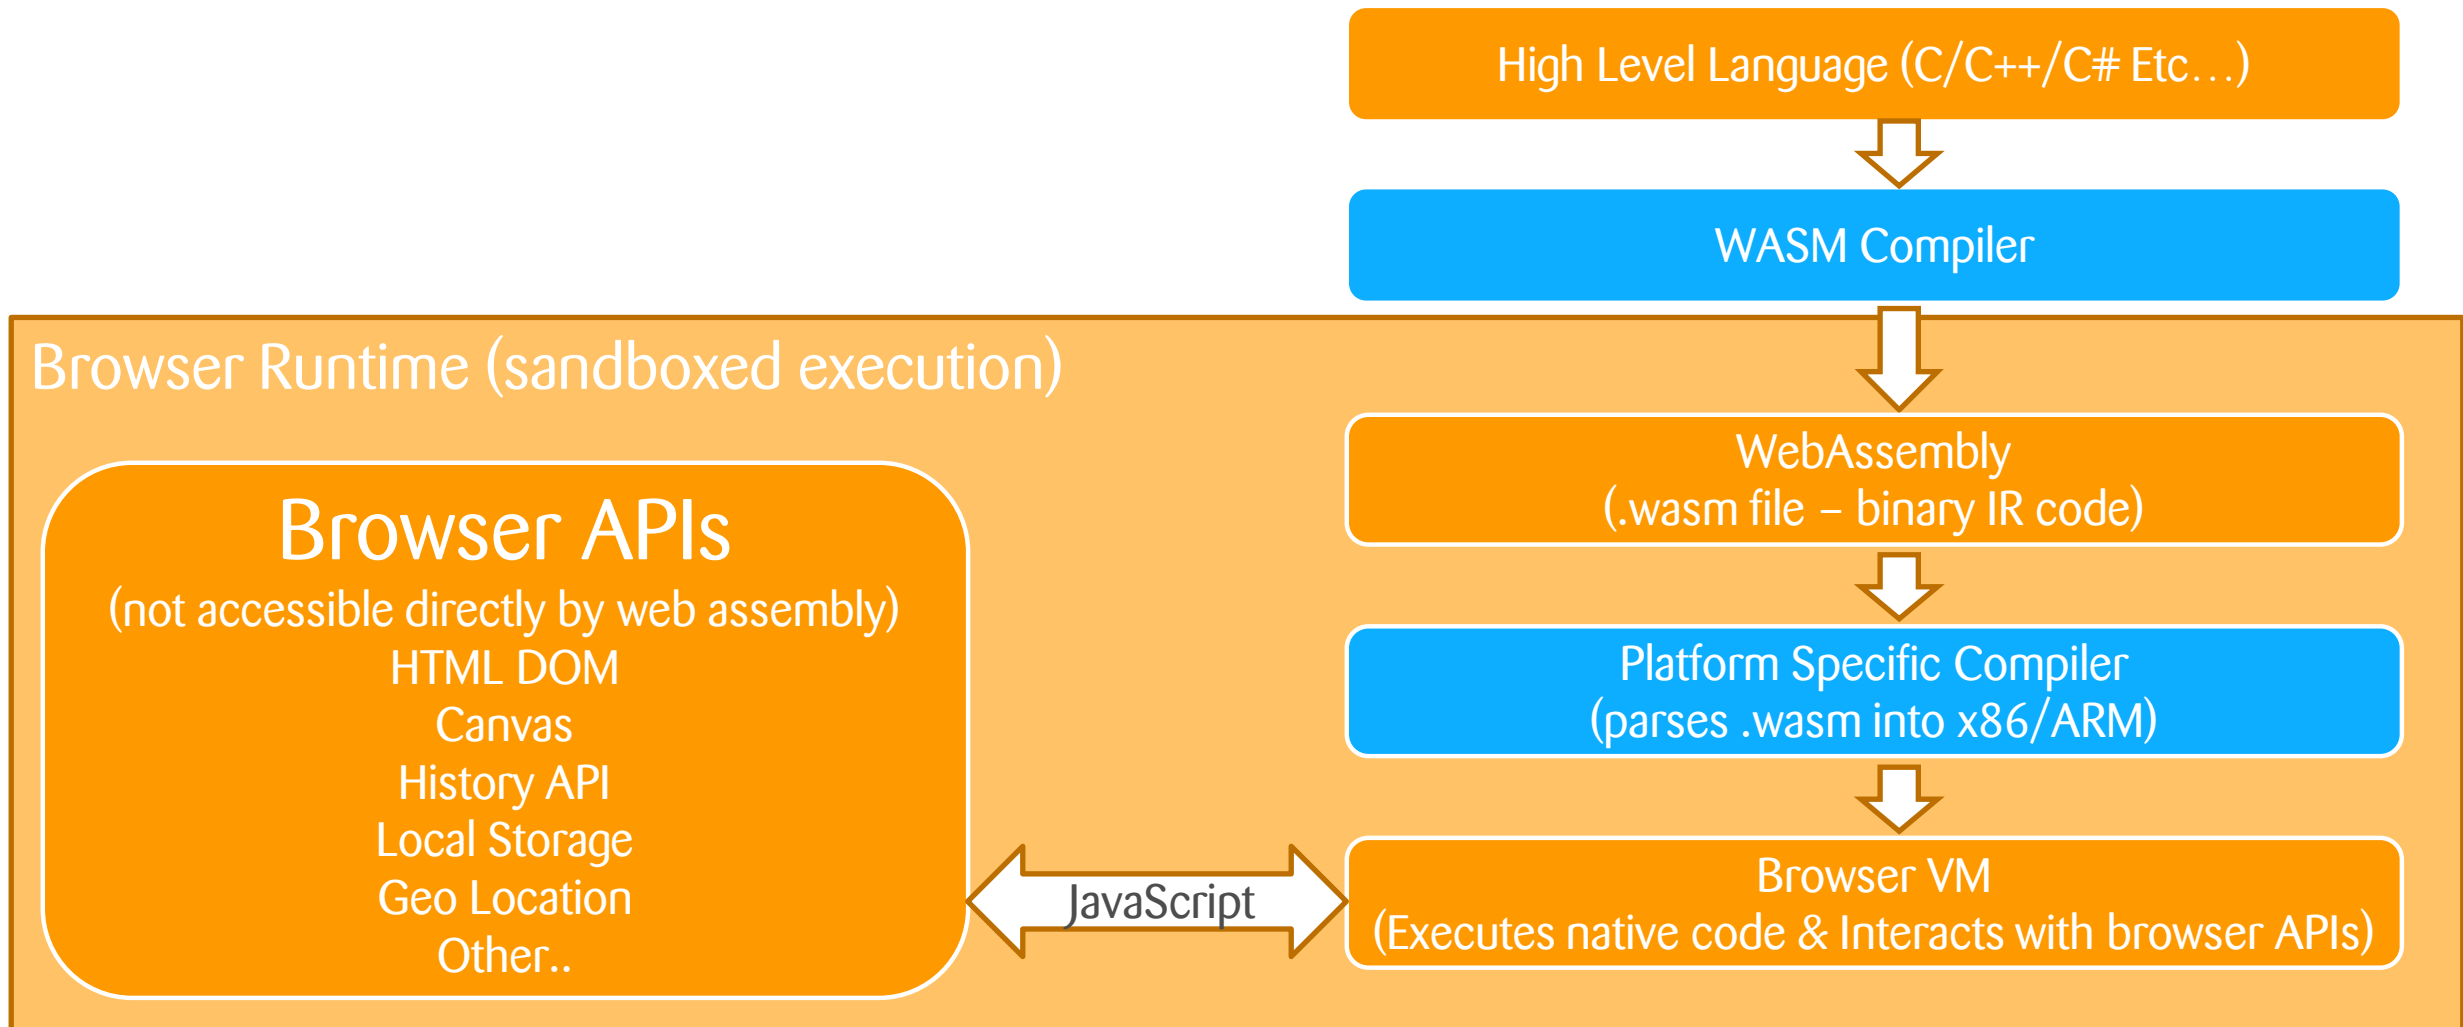 High Level Language (C/C++/C# Etc…)
WASM Compiler
Browser Runtime (sandboxed execution)
WebAssembly
(.wasm file – binary IR code)
Platform Specific Compiler
(parses .wasm into x86/ARM)
Browser VM
(Executes native code & Interacts with browser APIs)
JavaScript
Browser APIs
(not accessible directly by web assembly)
HTML DOM
Canvas
History API
Local Storage
Geo Location
Other..